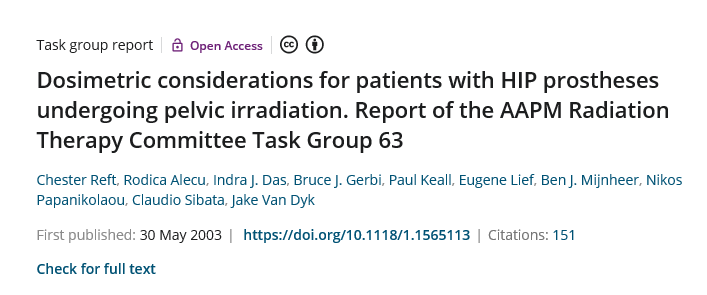 Task group report Open Access
Dosimetric considerations for patients with HIP prostheses
undergoing pelvic irradiation. Report of the AAPM Radiation
Therapy Committee Task Group 63
Chester Reft, Rodica Alecu, Indra J. Das, Bruce J. Gerbi, Paul Keall, Eugene Lief, Ben J. Mijnheer, Nikos
Papanikolaou, Claudio Sibata, Jake Van Dyk
First published: 30 May 2003 | https://doi.org/10.1118/1.1565113 | Citations: 151
Check for full text